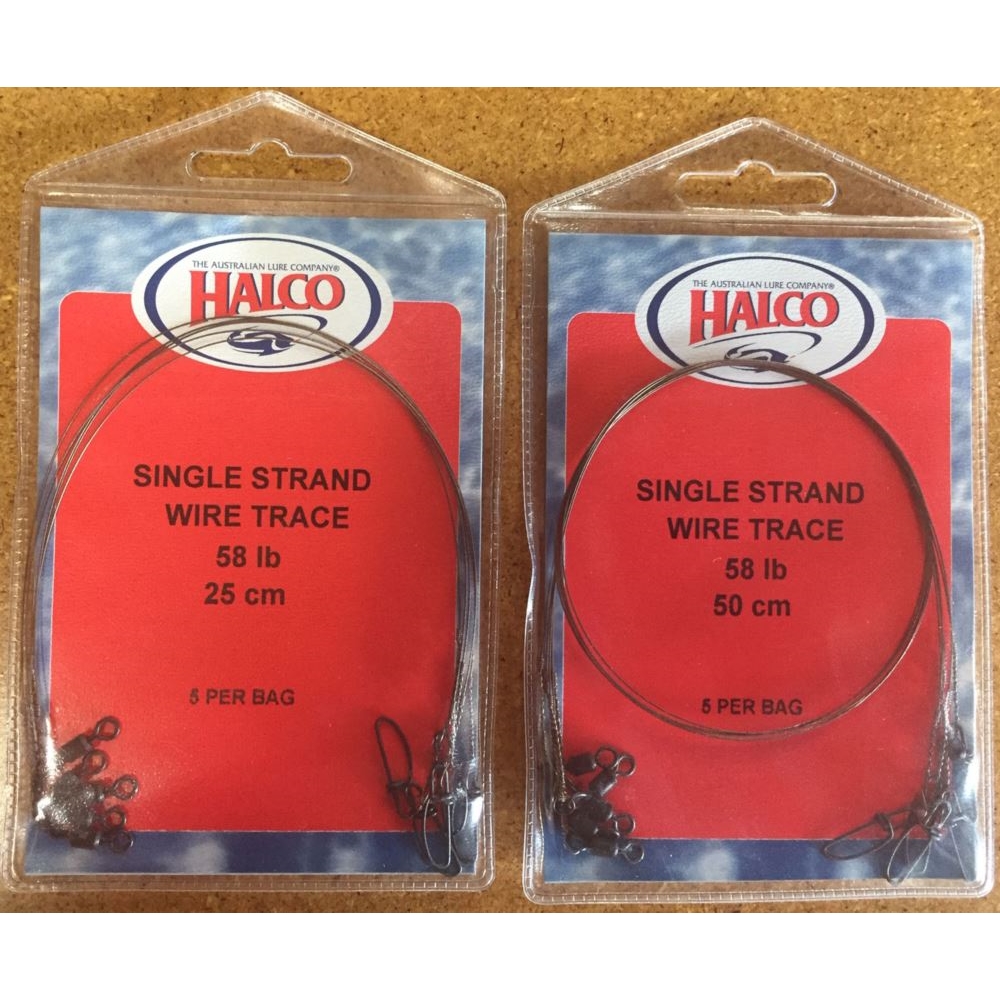 THE AUSTRALIAN LURE COMPANY®
HALCO
SINGLE STRAND
WIRE TRACE
58 lb
25 cm
5 PER BAG
THE AUSTRALIAN LURE COMPANY®
HALCO
SINGLE STRAND
WIRE TRACE
58 lb
50 cm
5 PER BAG